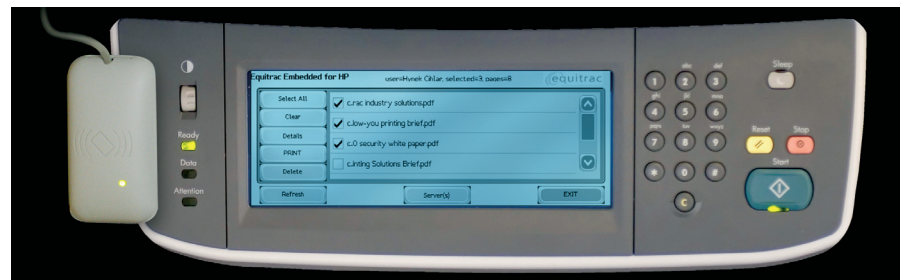 Equitrac Embedded for HP
user=Hynek Cihlar, selected=3, pages=8
equitrac
Select All
Clear
Details
PRINT
Delete
c.rac industry solutions.pdf
c.low-you printing brief.pdf
c.0 security white paper.pdf
c.inting Solutions Brief.pdf
Refresh
Server(s)
EXIT
Ready
Data
Attention
abc def
1 2 3
ghi jkl mno
4 5 6
pqrs tuv wxyz
7 8 9
* 0 #
C
Sleep
Reset Stop
Start